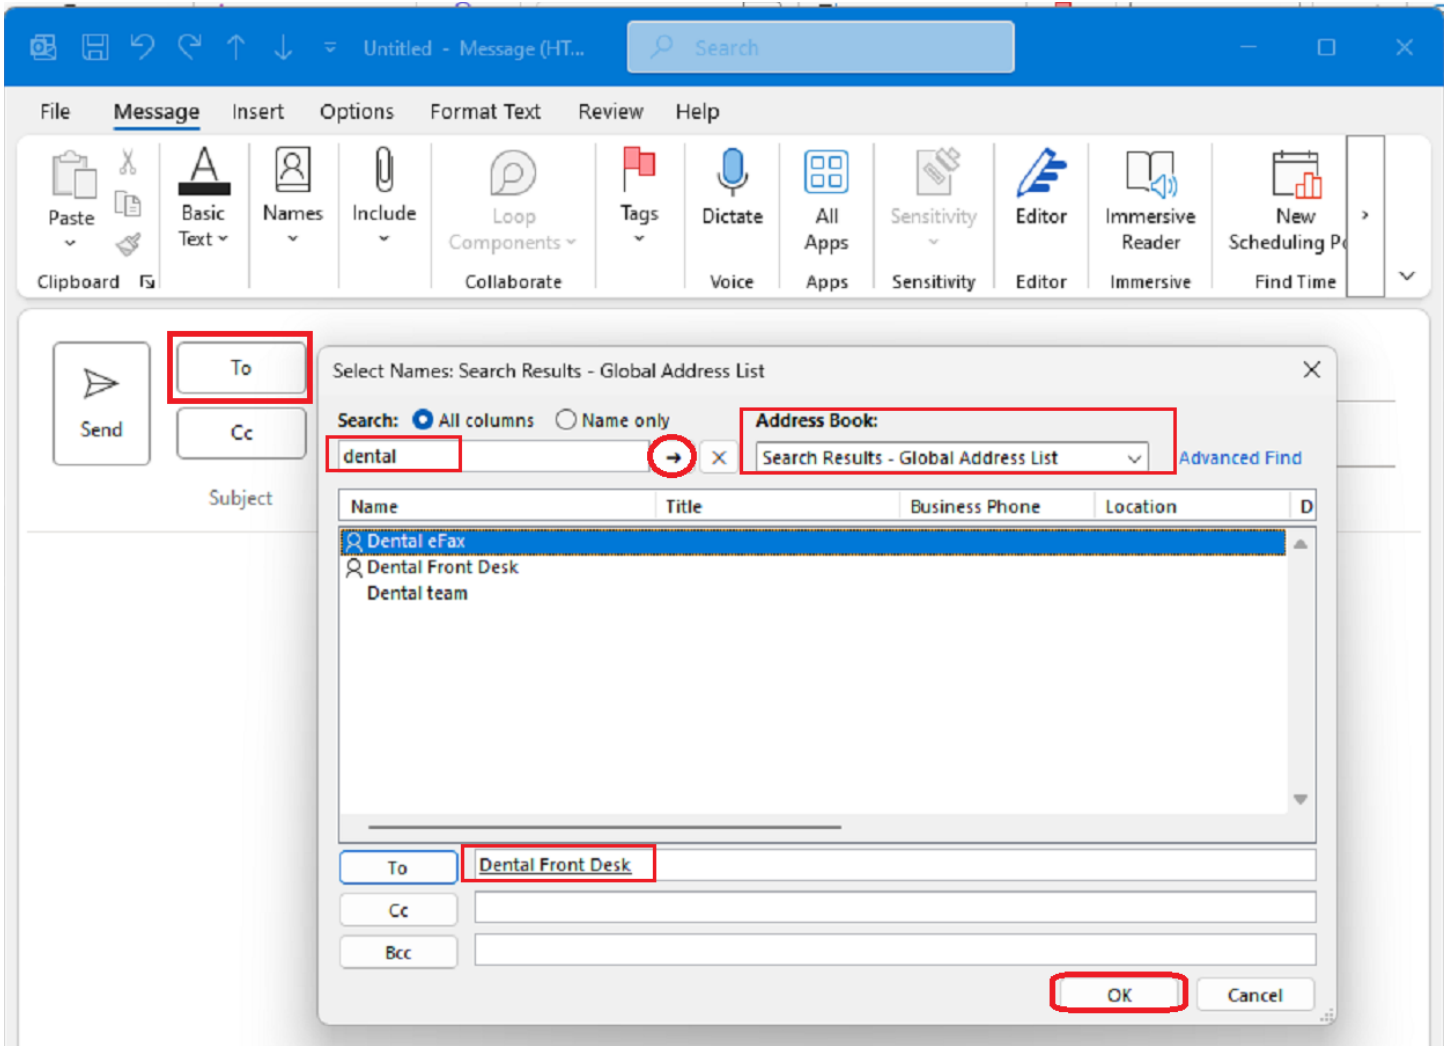 Untitled - Message (HT...
Search
File Message Insert Options Format Text Review Help
Paste
Basic
Text
Names
Include
Loop
Components
Tags
Dictate
All
Apps
Sensitivity
Editor
Immersive
Reader
New
Scheduling Po
Clipboard
Collaborate
Voice
Apps
Sensitivity
Editor
Immersive
Find Time
Send
To
Cc
Subject
Select Names: Search Results - Global Address List
Search: All columns Name only
Address Book:
dental
Search Results - Global Address List
Advanced Find
Name Title Business Phone Location D
Dental eFax
Dental Front Desk
Dental team
To Dental Front Desk
Cc
Bcc
OK Cancel